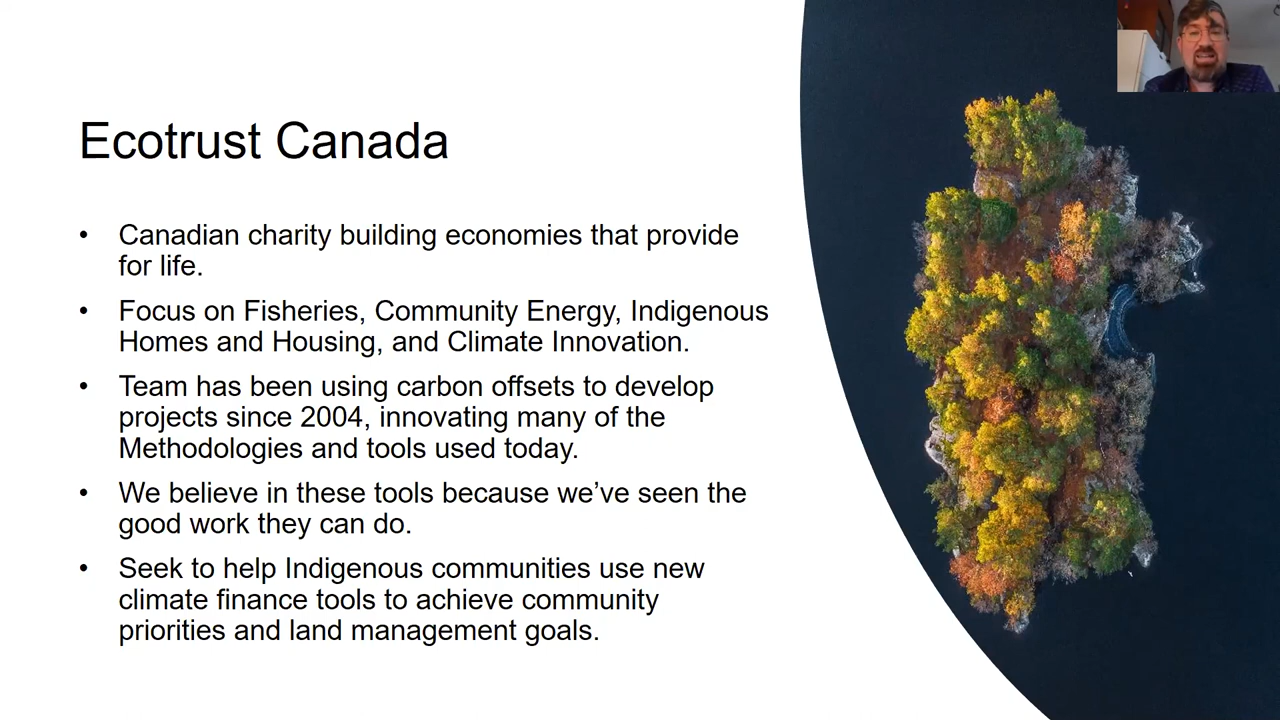 Ecotrust Canada
• Canadian charity building economies that provide
for life.
• Focus on Fisheries, Community Energy, Indigenous
Homes and Housing, and Climate Innovation.
• Team has been using carbon offsets to develop
projects since 2004, innovating many of the
Methodologies and tools used today.
• We believe in these tools because we’ve seen the
good work they can do.
• Seek to help Indigenous communities use new
climate finance tools to achieve community
priorities and land management goals.